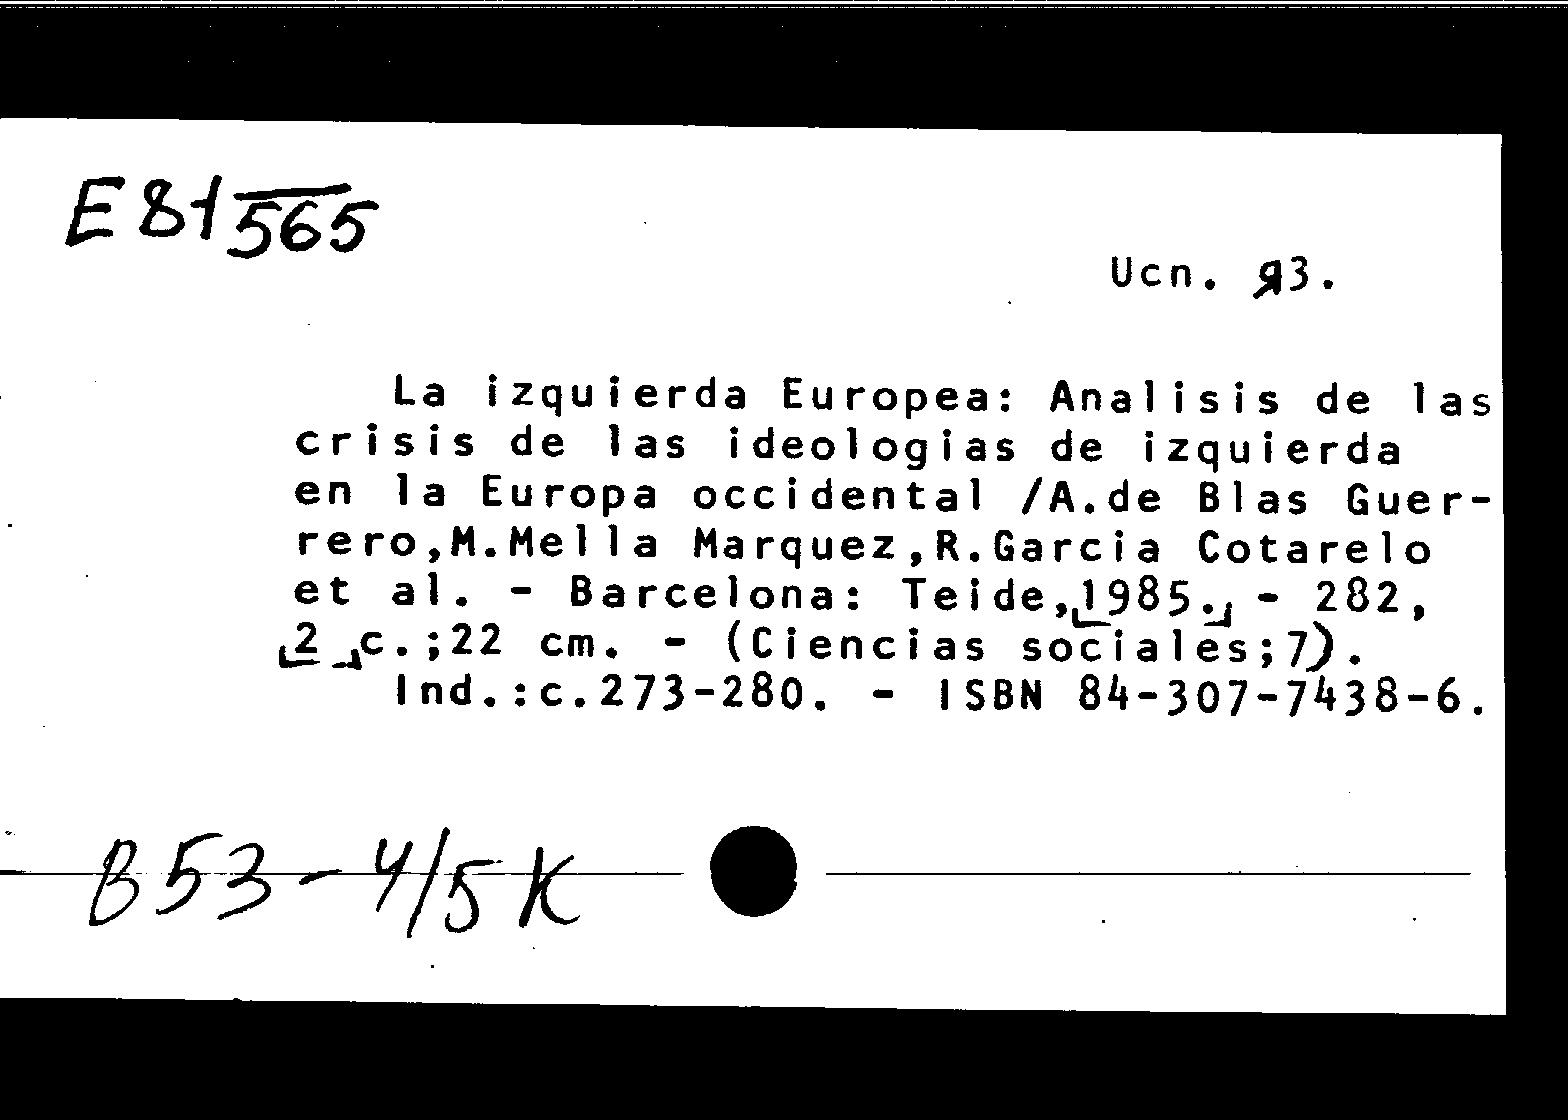 E81565
Исп. яз.
La izquierda Europea: Analisis de las
crisis de las ideologias de izquierda
en la Europa occidental /A.de Blas Guer-
rero,M.Mella Marquez,R.Garcia Cotarelo
et al. - Barcelona: Teide,[1985.] - 282,
[2] c.;22 cm. - (Ciencias sociales;7).
Ind.:c.273-280. - ISBN 84-307-7438-6.
B53-4/5K